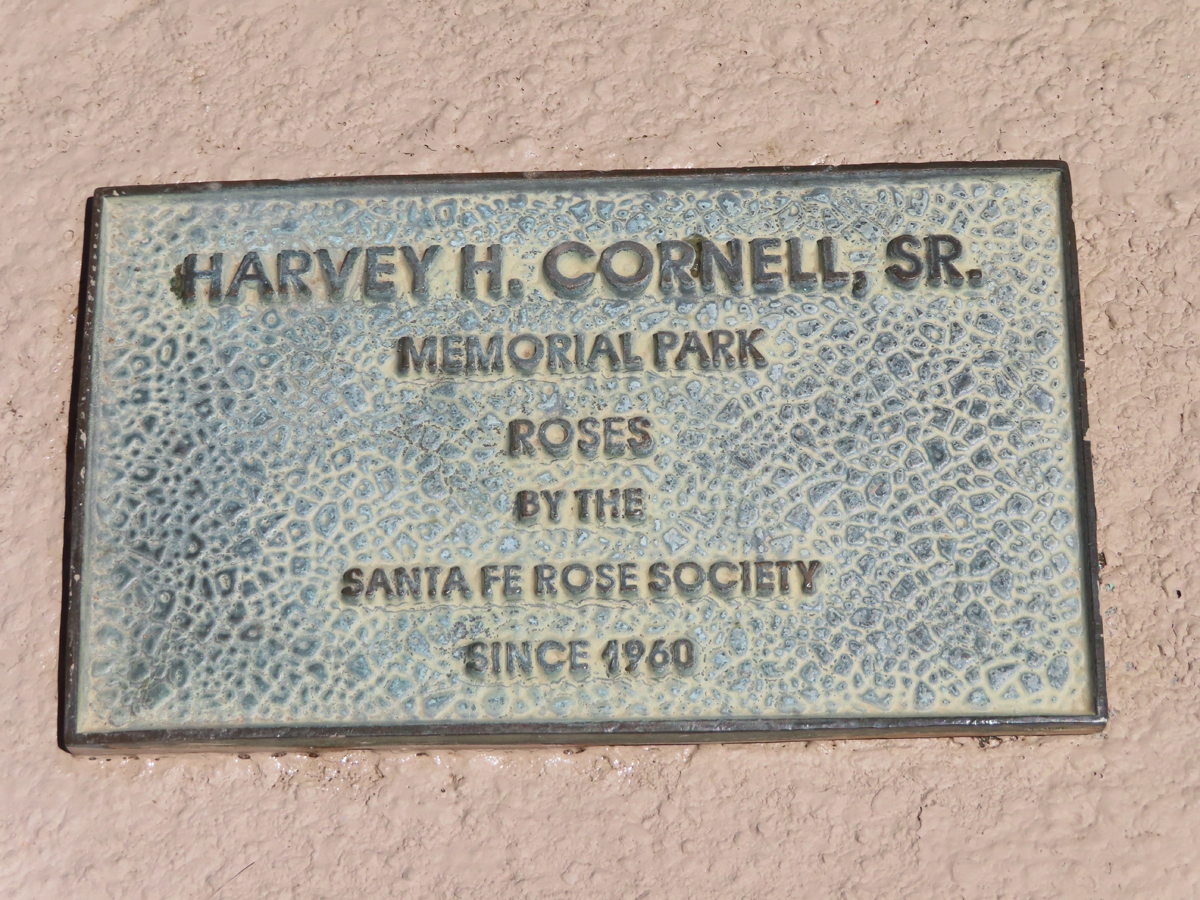 HARVEY H. CORNELL, SR.
MEMORIAL PARK
ROSES
BY THE
SANTA FE ROSE SOCIETY
SINCE 1960